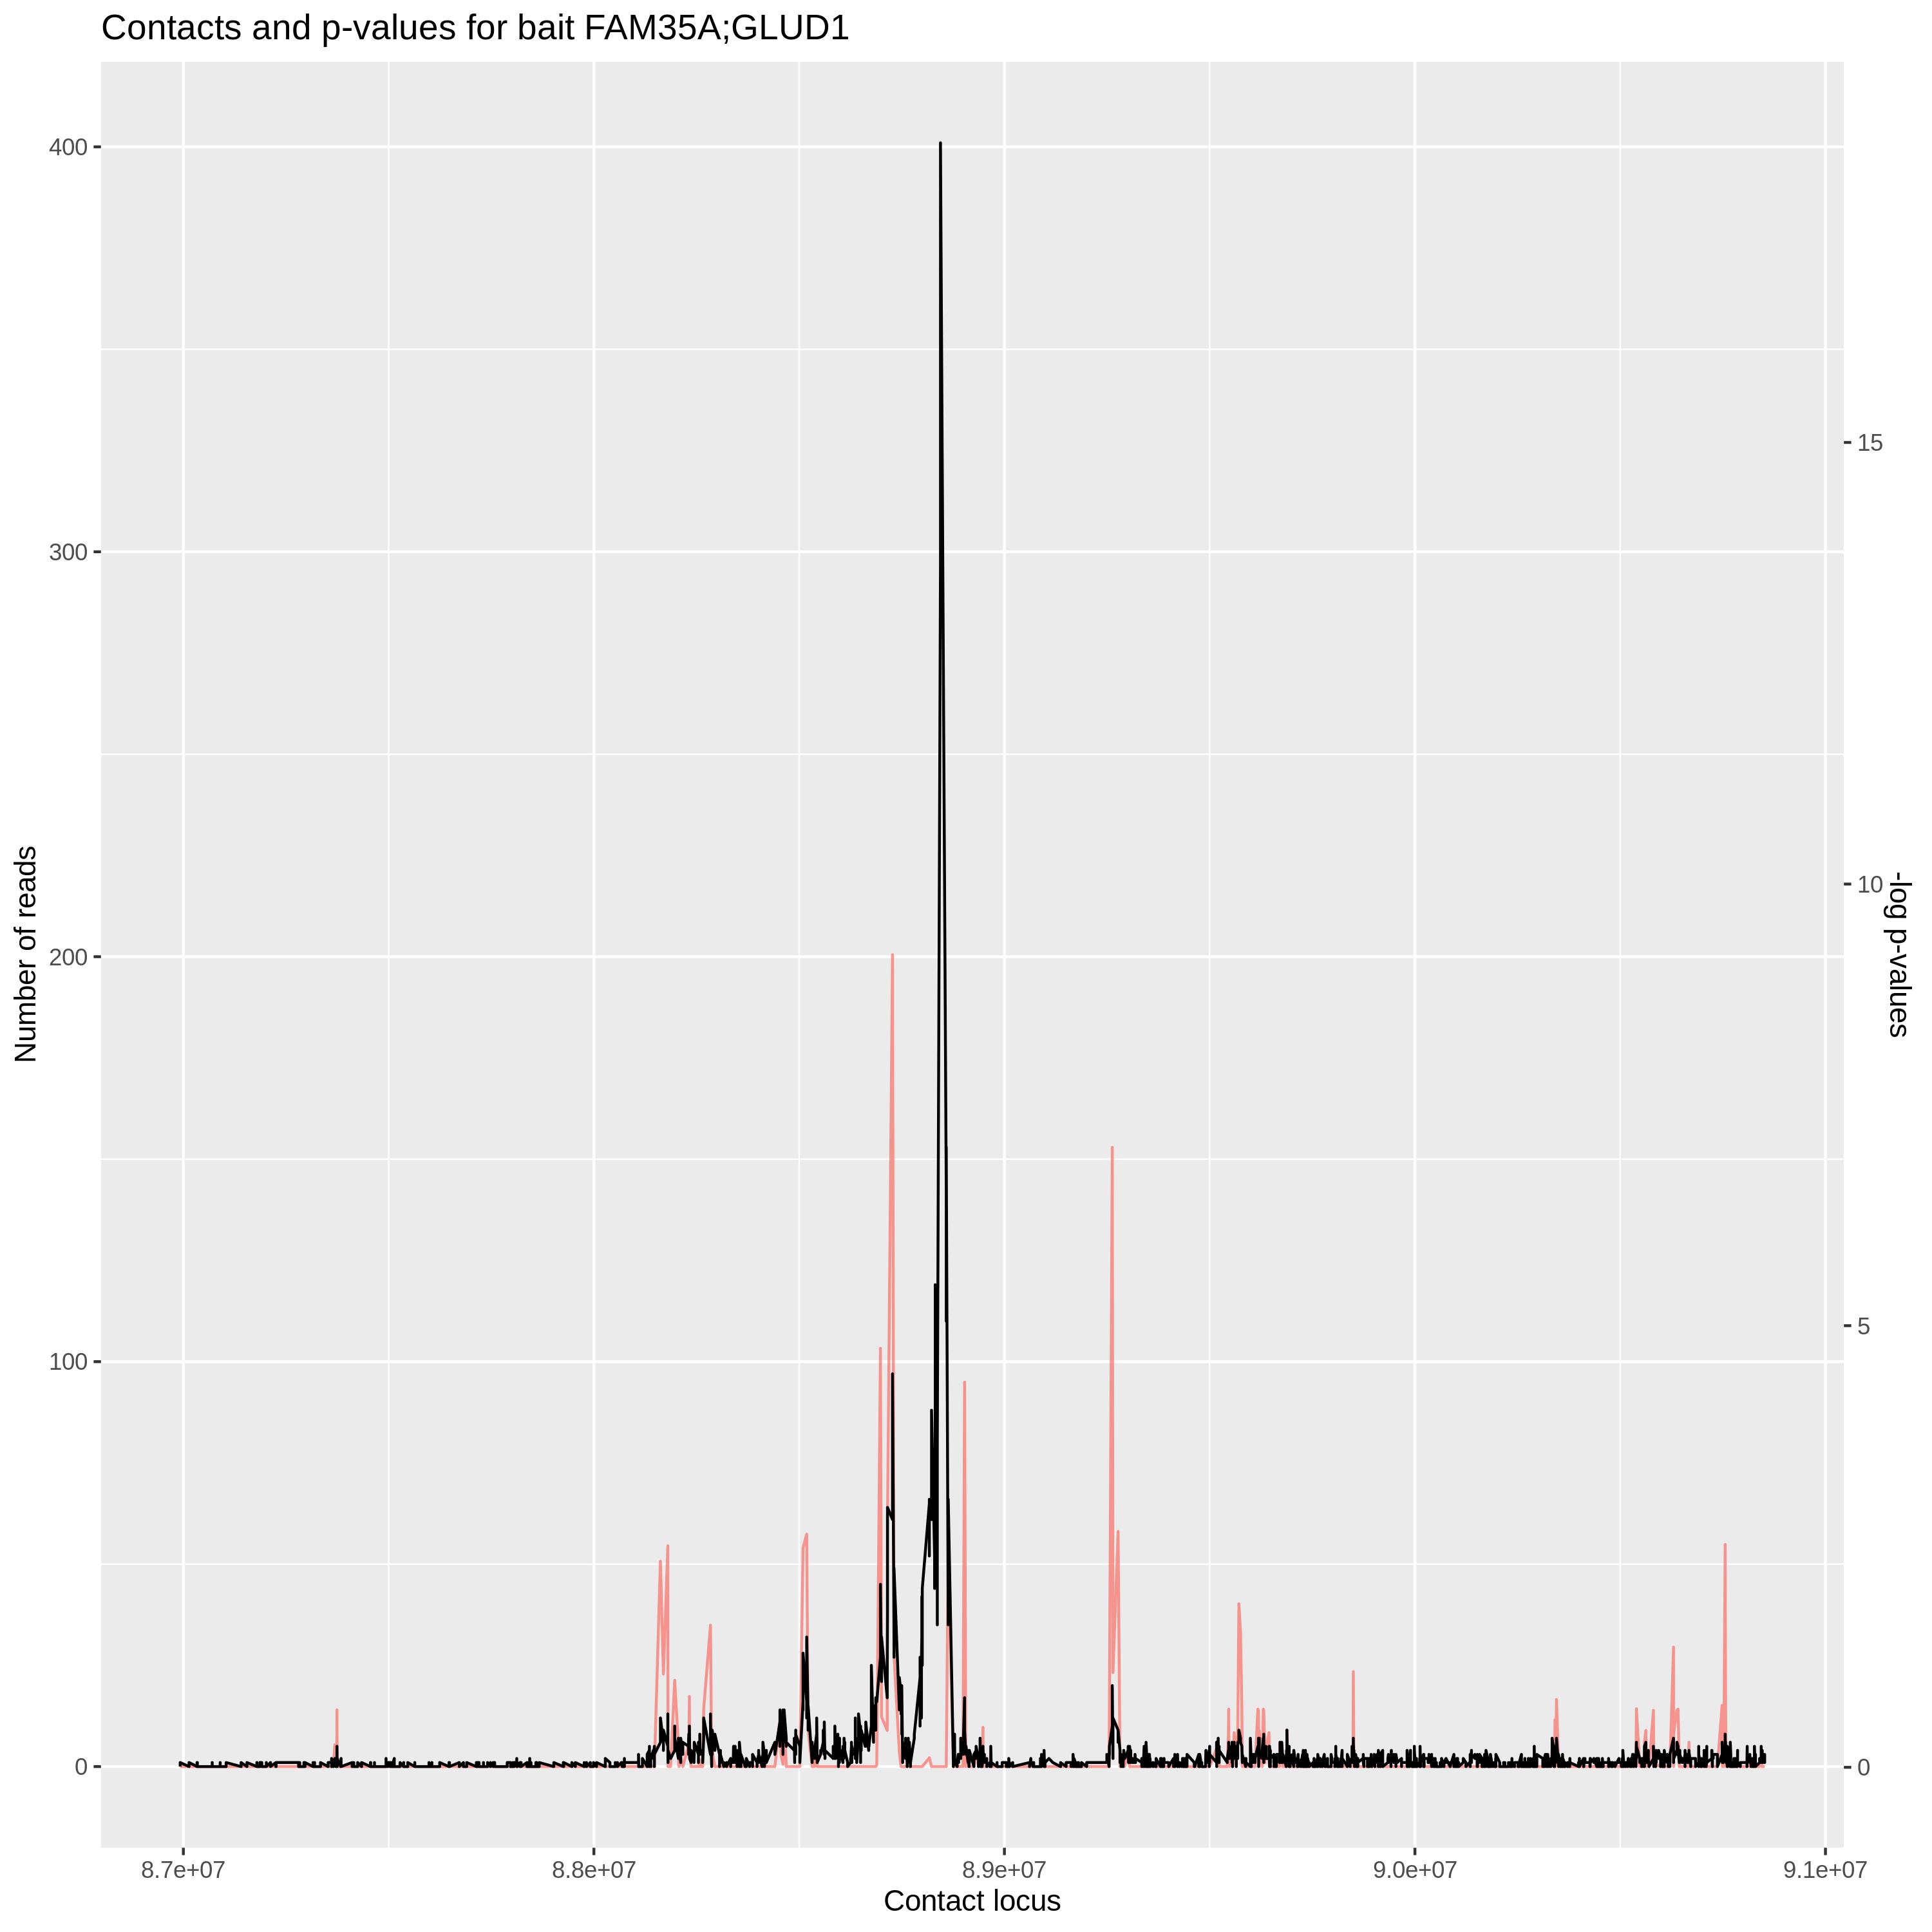 Contacts and p-values for bait FAM35A;GLUD1
400
300
200
100
0
Number of reads
15
10
5
0
-log p-values
8.7e+07
8.8e+07
8.9e+07
9.0e+07
9.1e+07
Contact locus